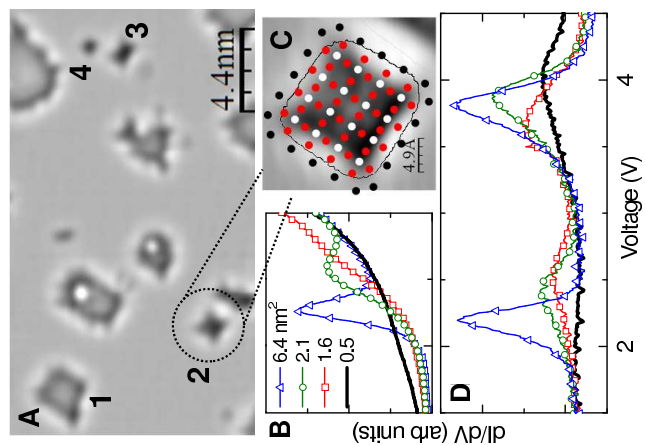 A
1
2
3
4
4.4nm
B
6.4 nm²
2.1
1.6
0.5
C
4.9A
D
dI/dV (arb units)
2
4
Voltage (V)